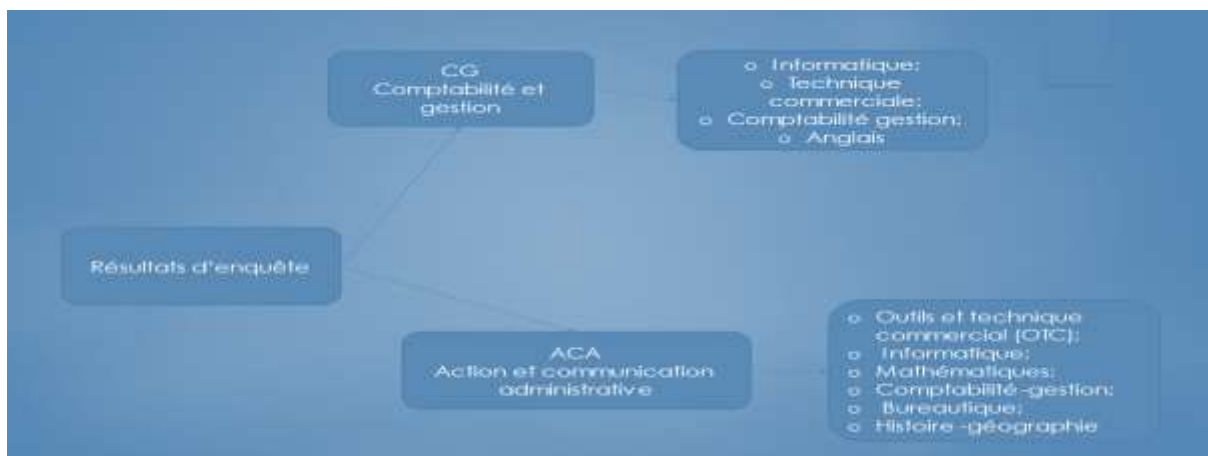 CG
Comptabilité et
gestion
o Informatique;
o Technique
commerciale;
o Comptabilité gestion;
o Anglais
Résultats d'enquête
ACA
Action et communication
administrative
o Outils et technique
commercial (OTC);
o Informatique;
o Mathématiques;
o Comptabilité-gestion;
o Bureautique;
o Histoire -géographie